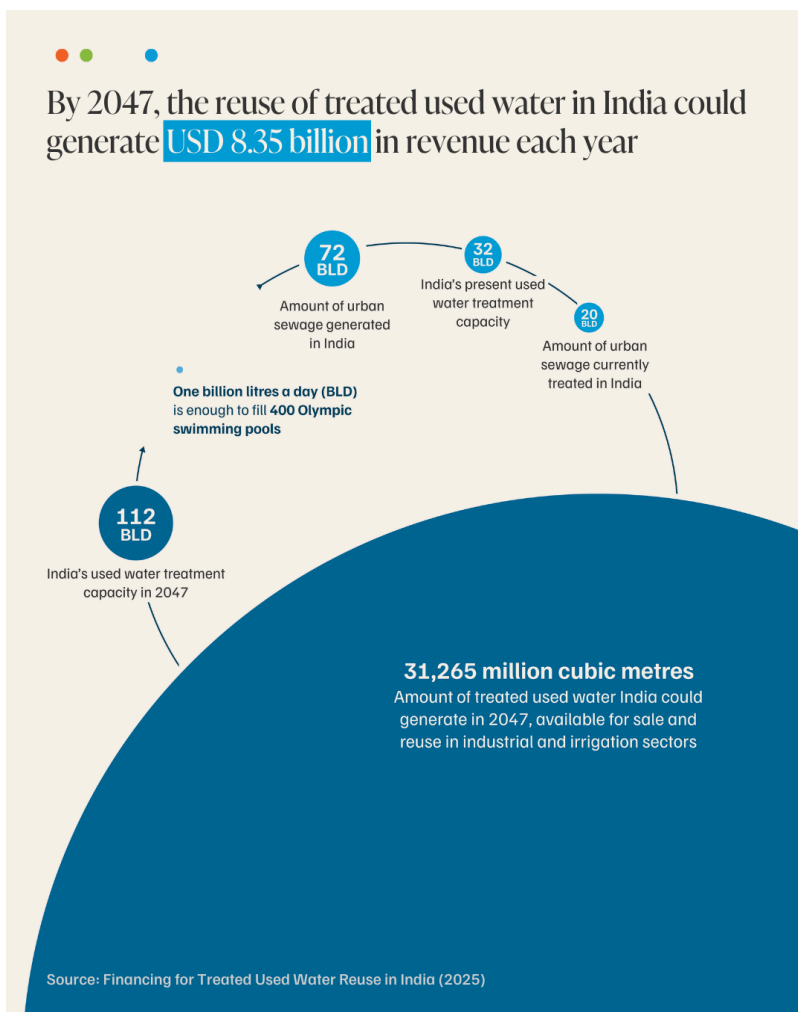 By 2047, the reuse of treated used water in India could
generate USD 8.35 billion in revenue each year
72
BLD
Amount of urban
sewage generated
in India
32
BLD
India's present used
water treatment
capacity
20
BLD
Amount of urban
sewage currently
treated in India
One billion litres a day (BLD)
is enough to fill 400 Olympic
swimming pools
112
BLD
India's used water treatment
capacity in 2047
31,265 million cubic metres
Amount of treated used water India could
generate in 2047, available for sale and
reuse in industrial and irrigation sectors
Source: Financing for Treated Used Water Reuse in India (2025)